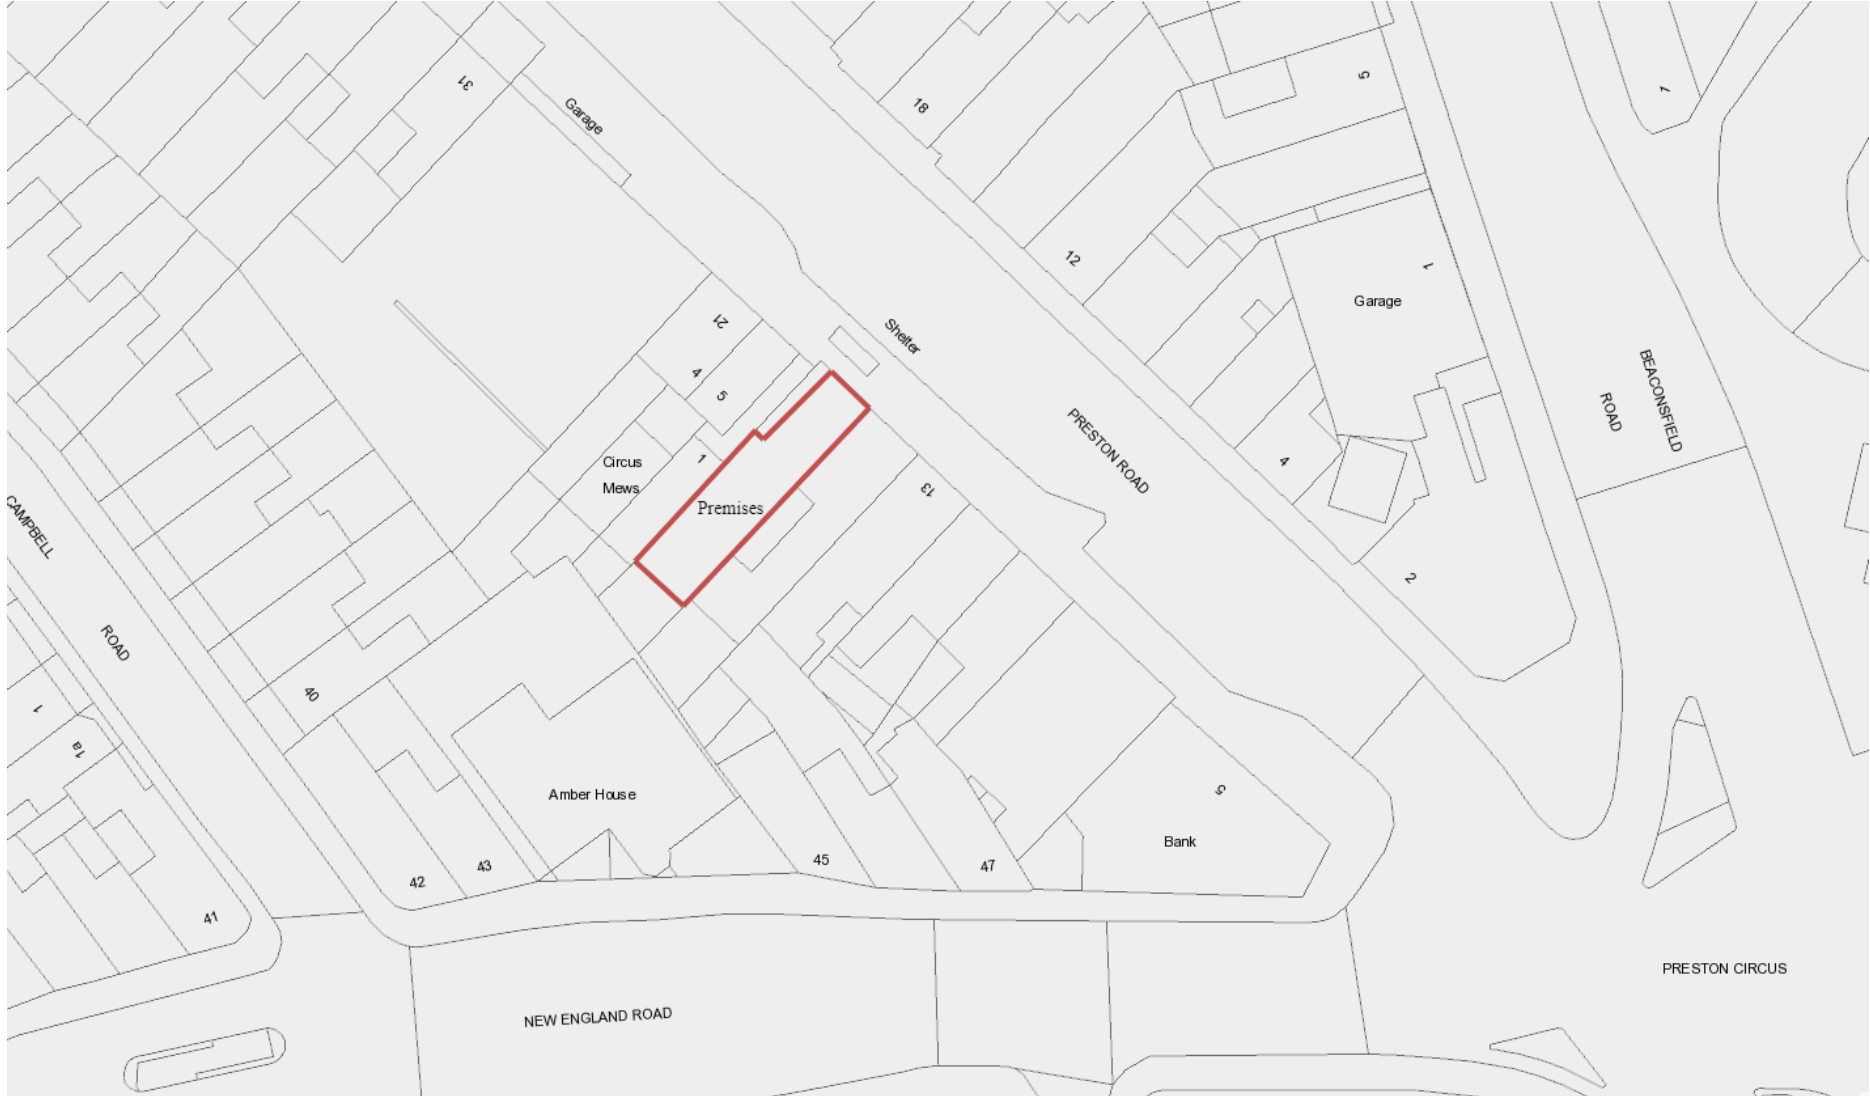 31
Garage
18
5
7
12
1
Garage
21
Shelter
4
5
BEACONSFIELD
ROAD
PRESTON ROAD
Circus
Mews
1
4
13
Premises
CAMPBELL
ROAD
2
40
1
1a
Amber House
5
Bank
45
47
43
42
41
PRESTON CIRCUS
NEW ENGLAND ROAD